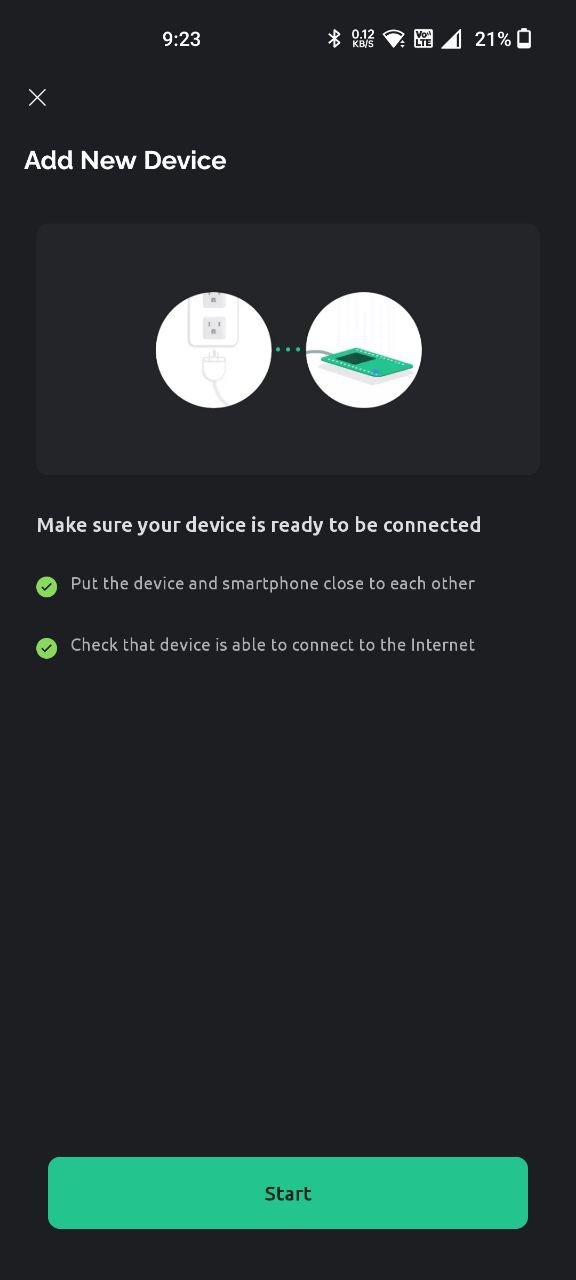 9:23
0.12
KB/S
Vo
LTE
21%
Add New Device
Make sure your device is ready to be connected
Put the device and smartphone close to each other
Check that device is able to connect to the Internet
Start